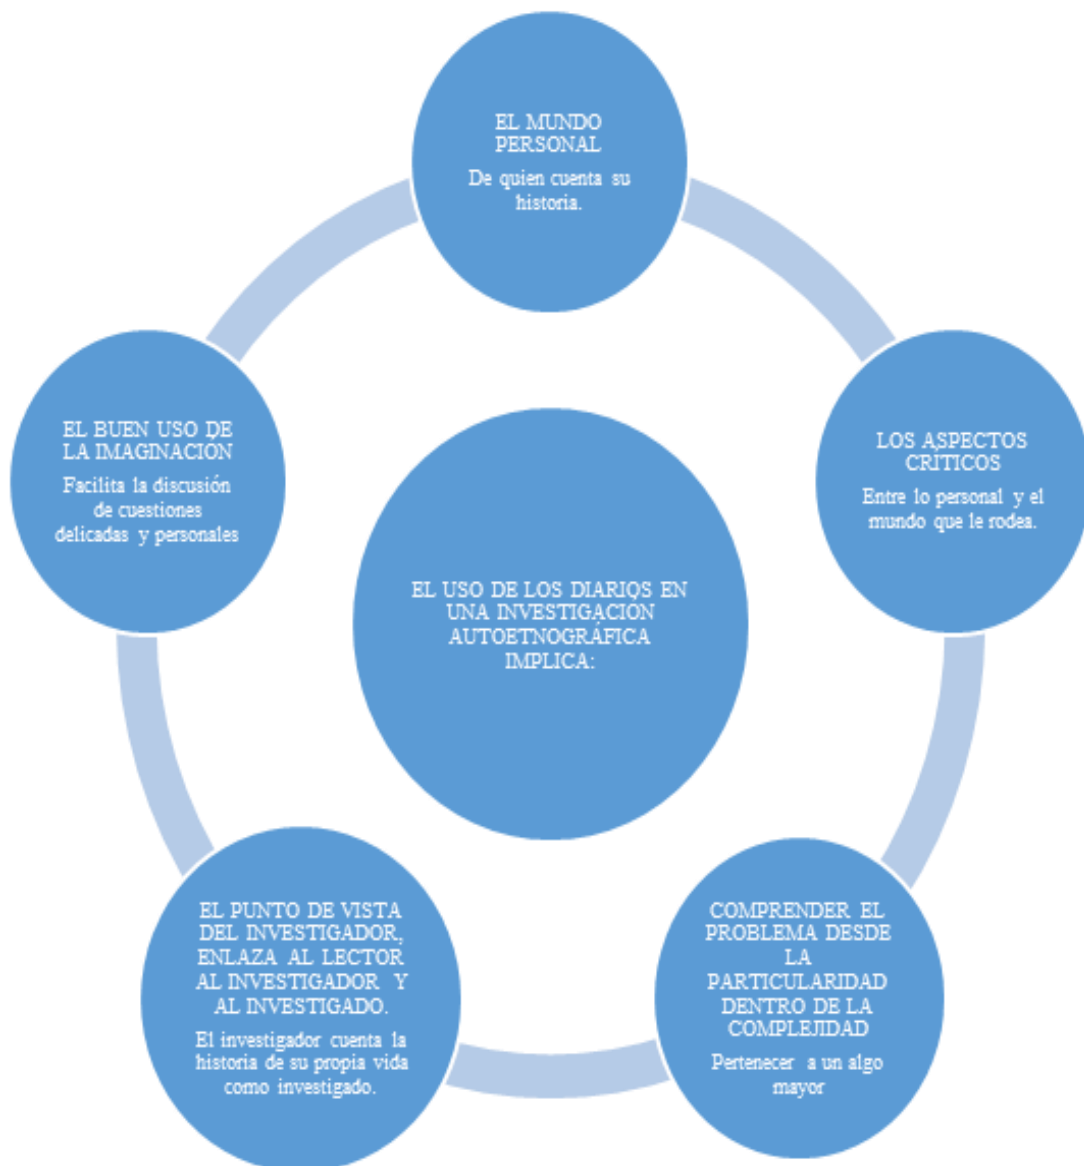 EL MUNDO
PERSONAL
De quien cuenta su
historia.
LOS ASPECTOS
CRÍTICOS
Entre lo personal y el
mundo que le rodea.
COMPRENDER EL
PROBLEMA DESDE
LA
PARTICULARIDAD
DENTRO DE LA
COMPLEJIDAD
Pertenecer a un algo
mayor
EL PUNTO DE VISTA
DEL INVESTIGADOR,
ENLAZA AL LECTOR
AL INVESTIGADOR Y
AL INVESTIGADO.
El investigador cuenta la
historia de su propia vida
como investigado.
EL BUEN USO DE
LA IMAGINACIÓN
Facilita la discusión
de cuestiones
delicadas y personales
EL USO DE LOS DIARIOS EN
UNA INVESTIGACIÓN
AUTOETNOGRÁFICA
IMPLICA: